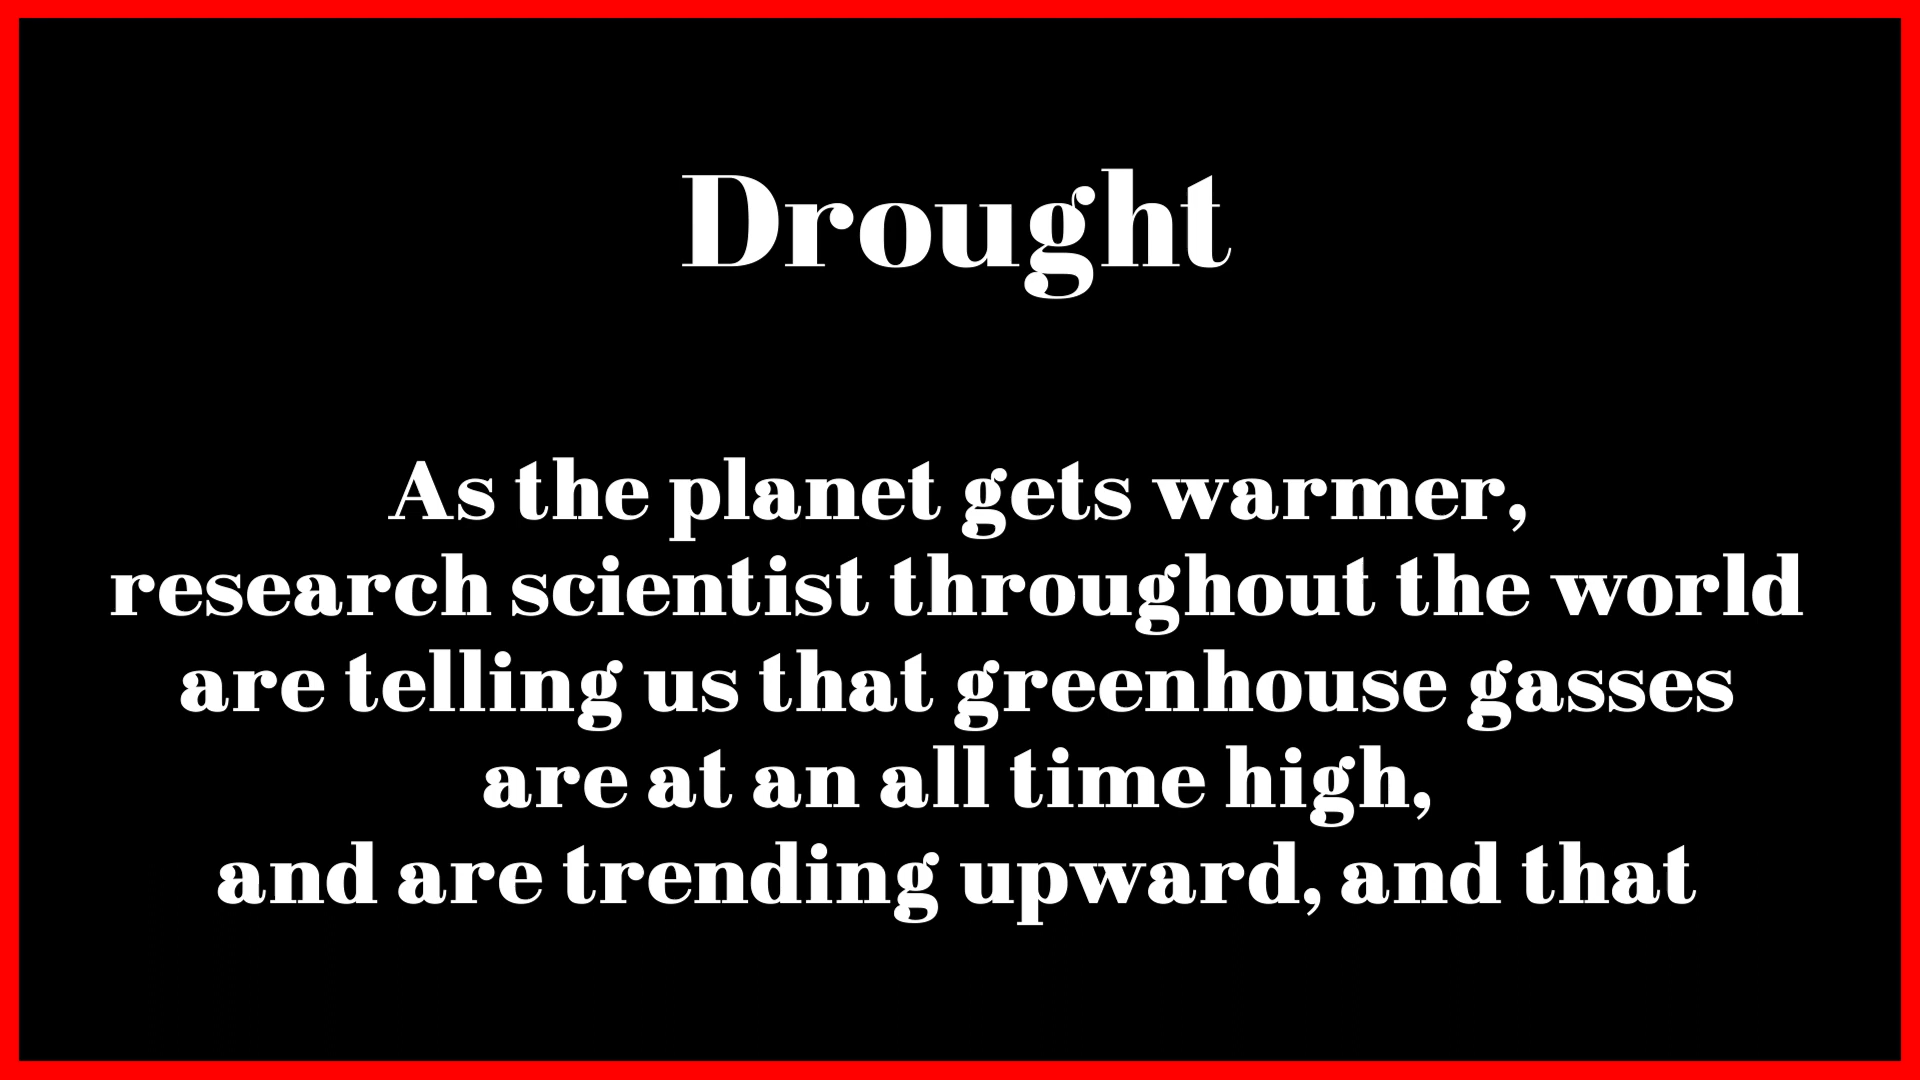 Drought
As the planet gets warmer,
research scientist throughout the world
are telling us that greenhouse gasses
are at an all time high,
and are trending upward, and that